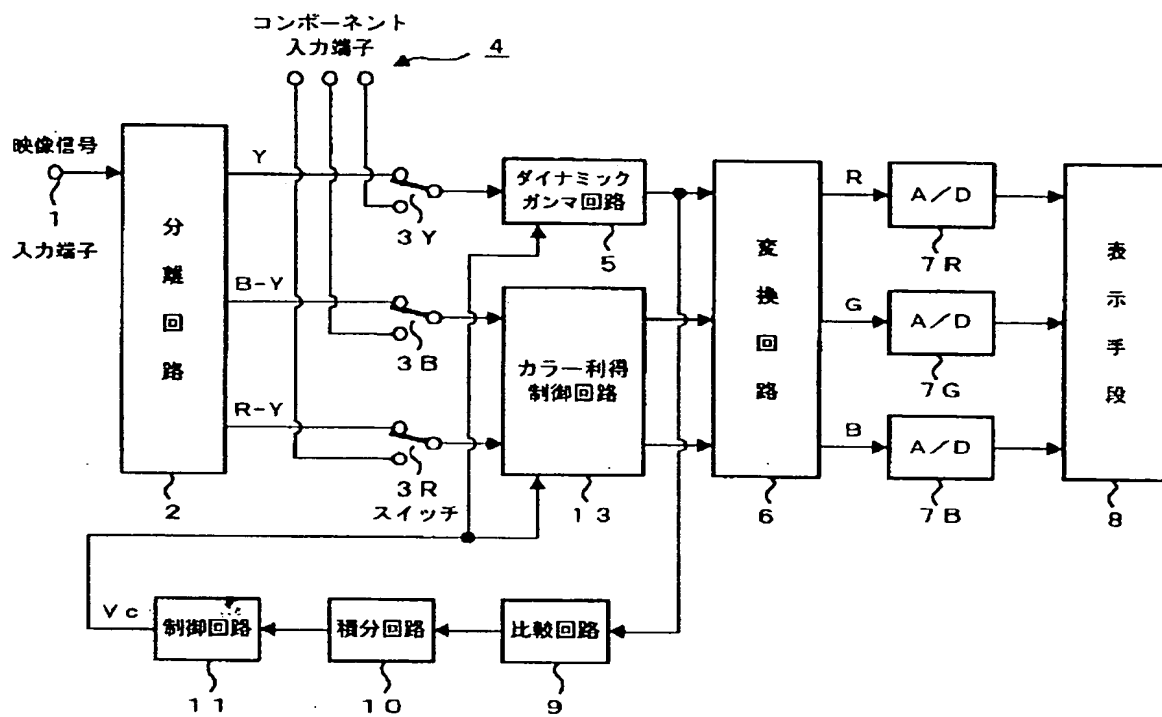 コンポーネント
入力端子
4
映像信号
1
入力端子
分離回路
2
Y
B-Y
R-Y
3Y
3B
3R
スイッチ
ダイナミック
ガンマ回路
5
カラー利得
制御回路
13
変換回路
6
R
G
B
A/D
7R
A/D
7G
A/D
7B
表示手段
8
Vc
制御回路
11
積分回路
10
比較回路
9